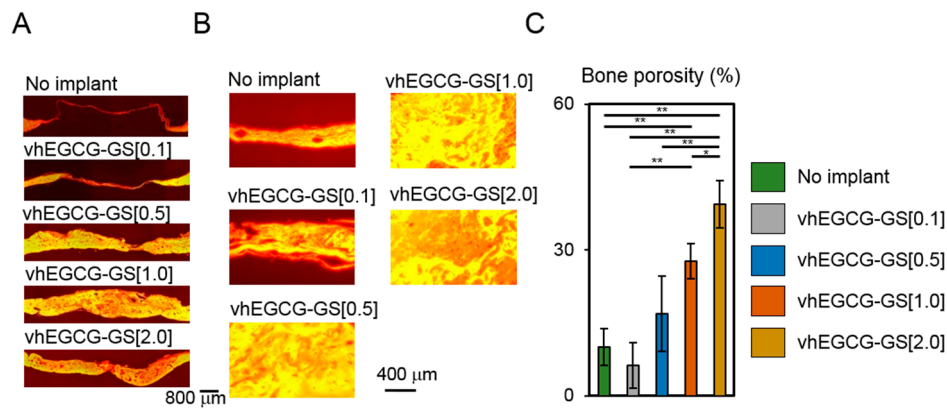 A
No implant
vhEGCG-GS[0.1]
vhEGCG-GS[0.5]
vhEGCG-GS[1.0]
vhEGCG-GS[2.0]
800 μm
B
No implant
vhEGCG-GS[1.0]
vhEGCG-GS[0.1]
vhEGCG-GS[2.0]
vhEGCG-GS[0.5]
400 μm
C
Bone porosity (%)
60
30
0
**
**
**
**
*
**
No implant
vhEGCG-GS[0.1]
vhEGCG-GS[0.5]
vhEGCG-GS[1.0]
vhEGCG-GS[2.0]